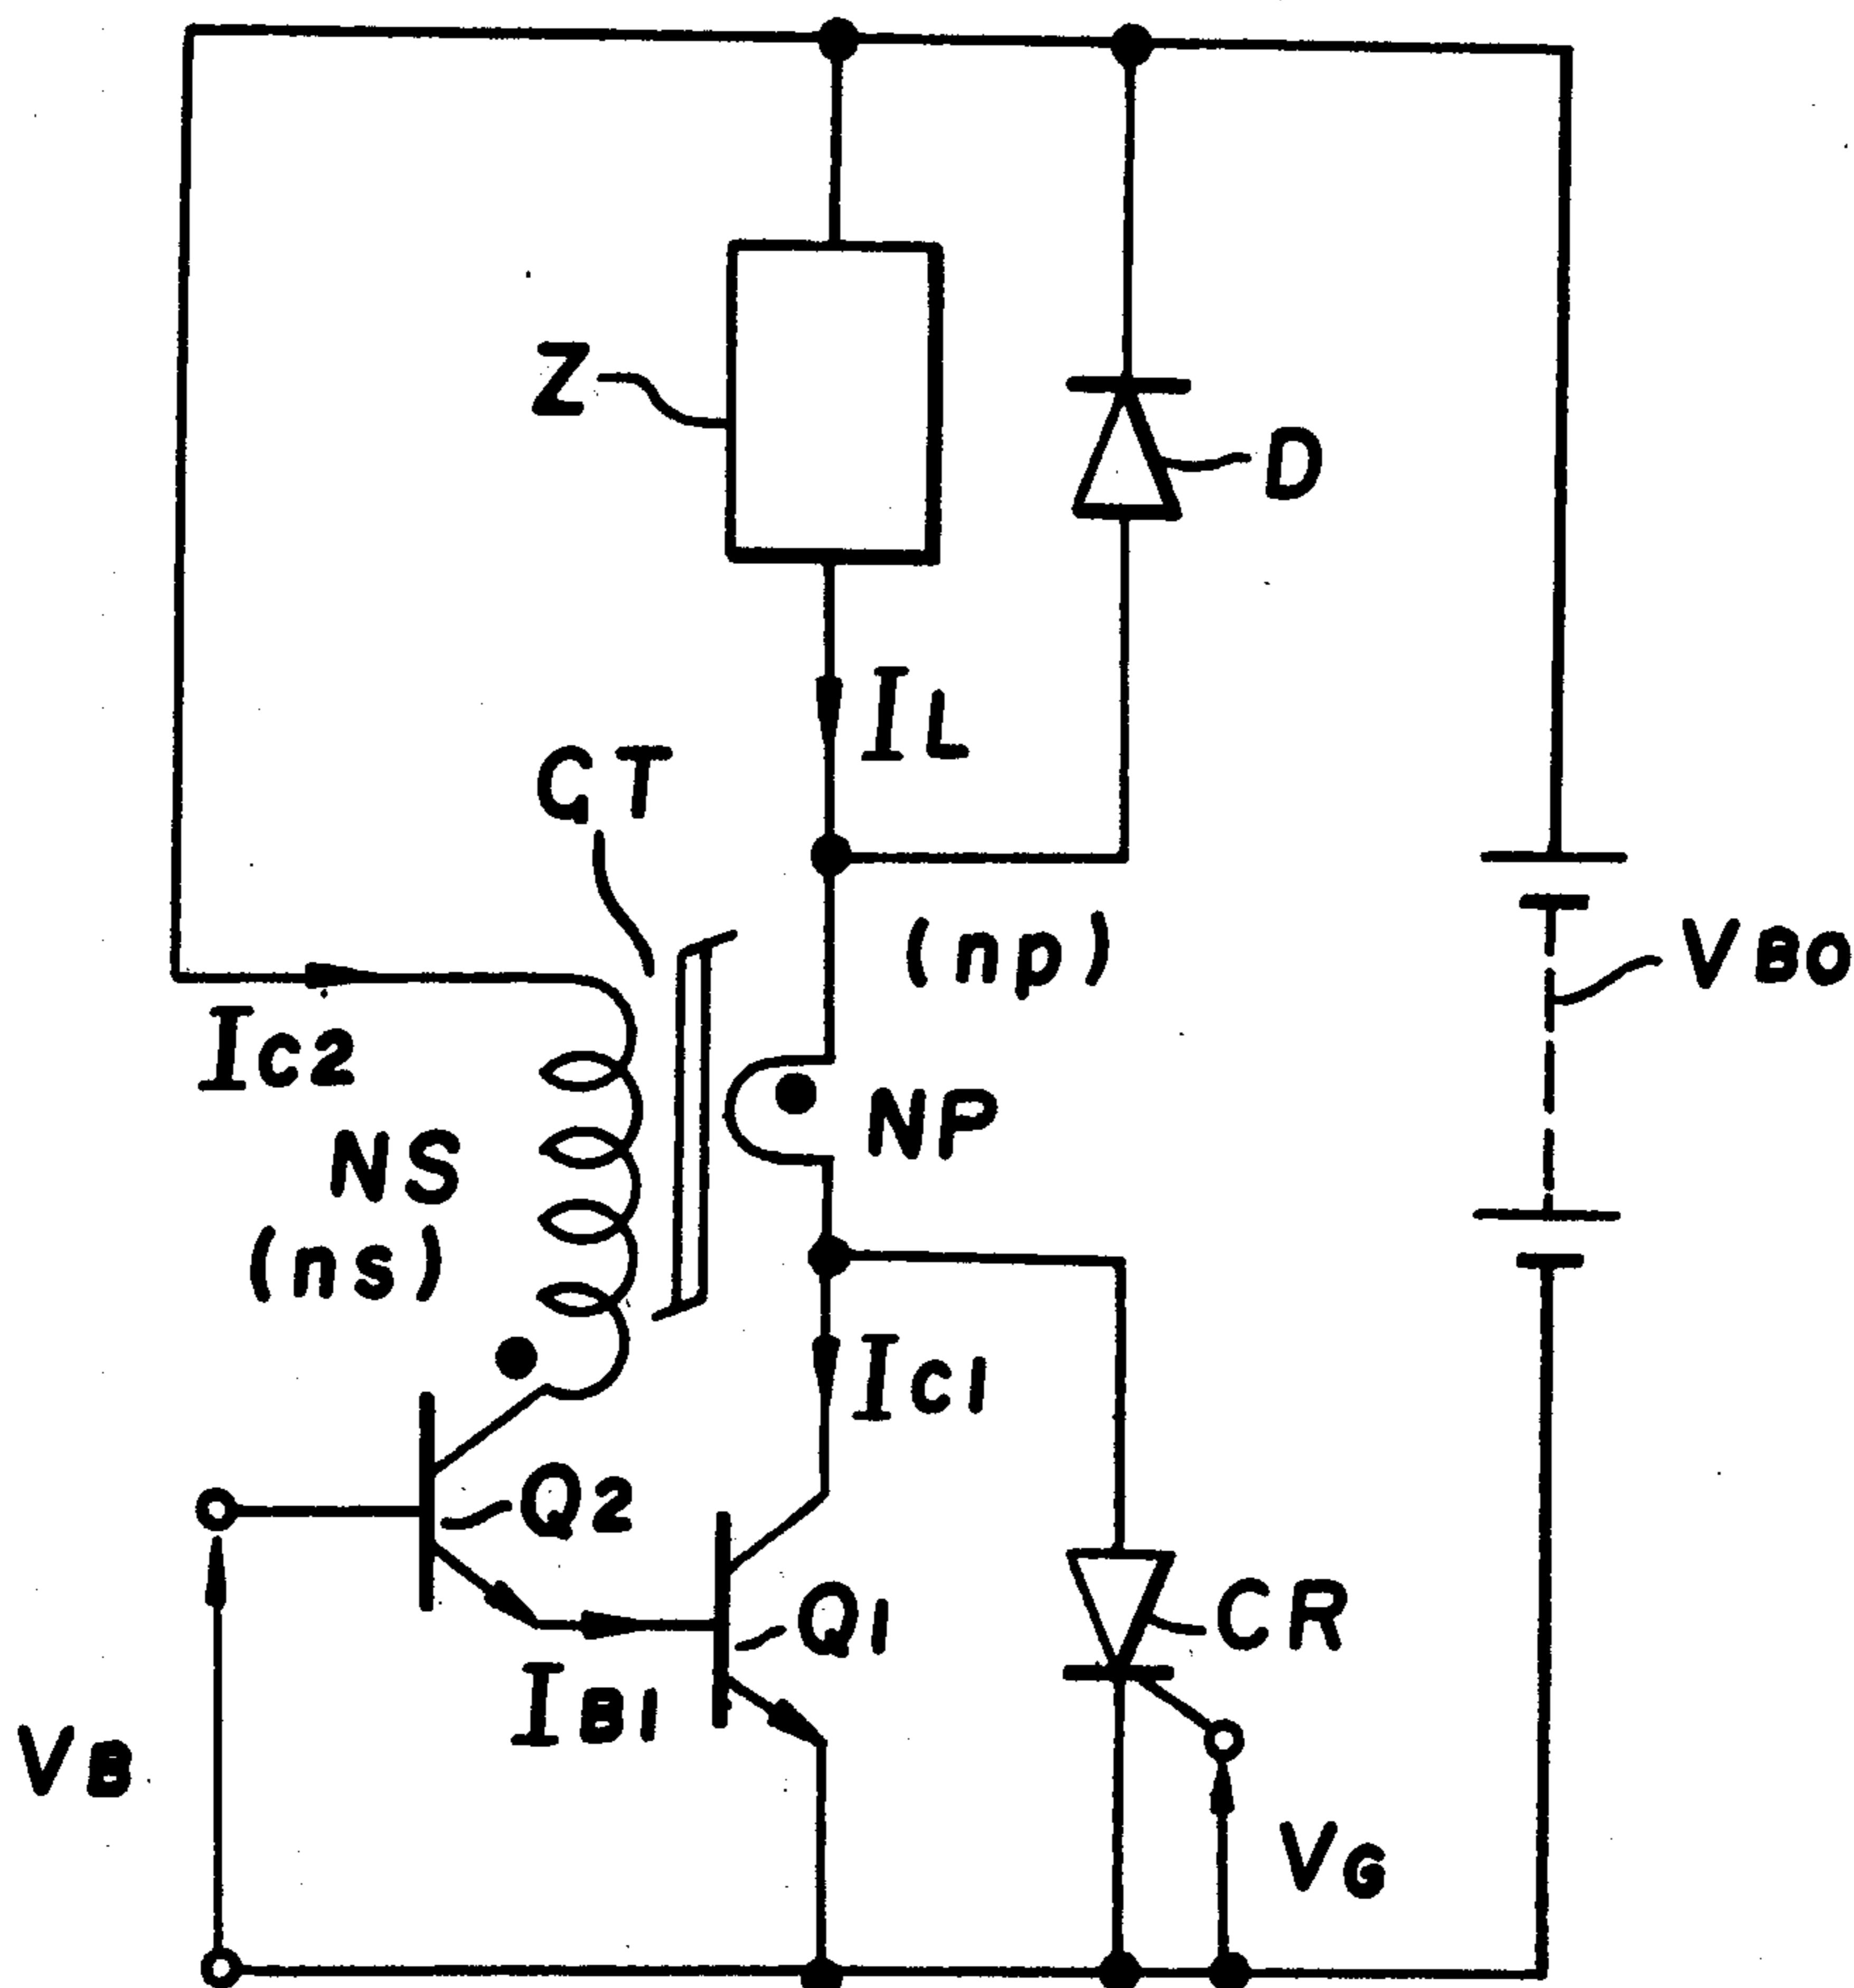 Z
D
IL
CT
(np)
VBO
IC2
NP
NS
(ns)
IC1
Q2
Q1
CR
IB1
VB
VG